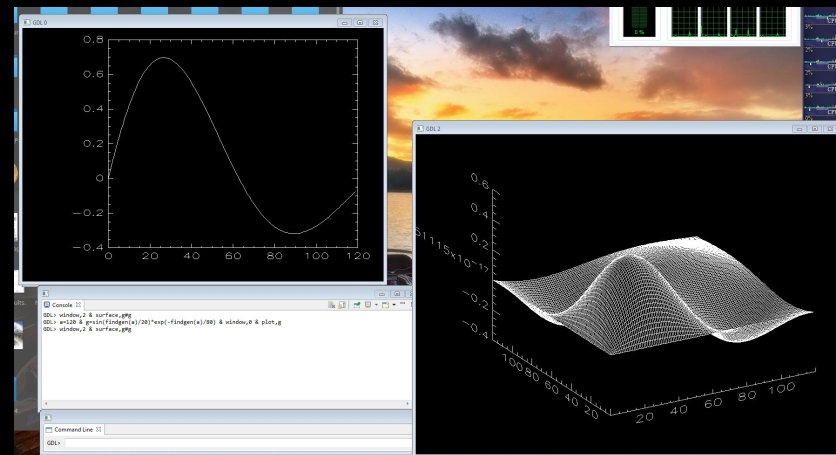 GDL 0
0.8
0.6
0.4
0.2
0
−0.2
−0.4
0 20 40 60 80 100 120
0 %
GDL 2
0.6
0.4
0.2
51115x10⁻¹⁷
−0.2
−0.4
100 80 60 40 20
20 40 60 80 100
Console
GDL> window,2 & surface,g#g
GDL> a=120 & g=sin(findgen(a)/20)*exp(-findgen(a)/80) & window,0 & plot,g
GDL> window,2 & surface,g#g
Command Line
GDL>